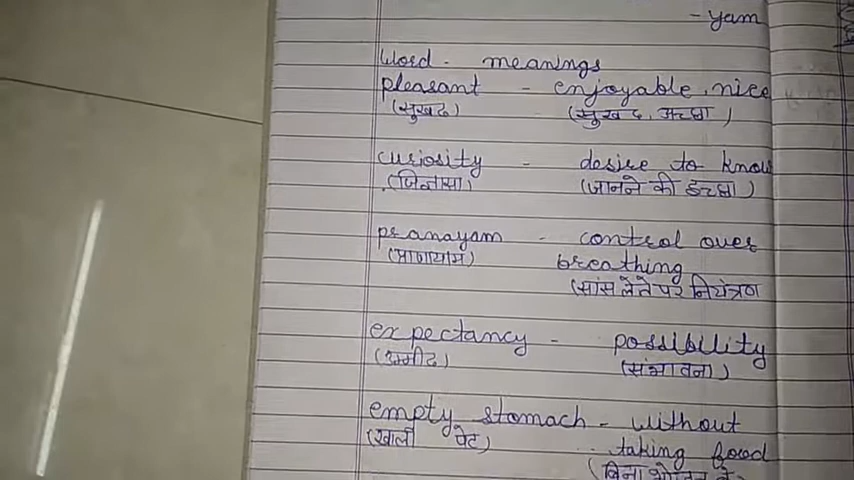 - yam
word - meanings
pleasant - enjoyable, nice
(सुखद) (सुखद, अच्छा)
curiosity - desire to know
(जिज्ञासा) (जानने की इच्छा)
pranayam - control over
(प्राणायाम) breathing
(सांस लेते पर नियंत्रण
expectancy - possibility
(उम्मीद) (संभावना)
empty stomach - without
(खाली पेट) taking food
(बिना भोजन के